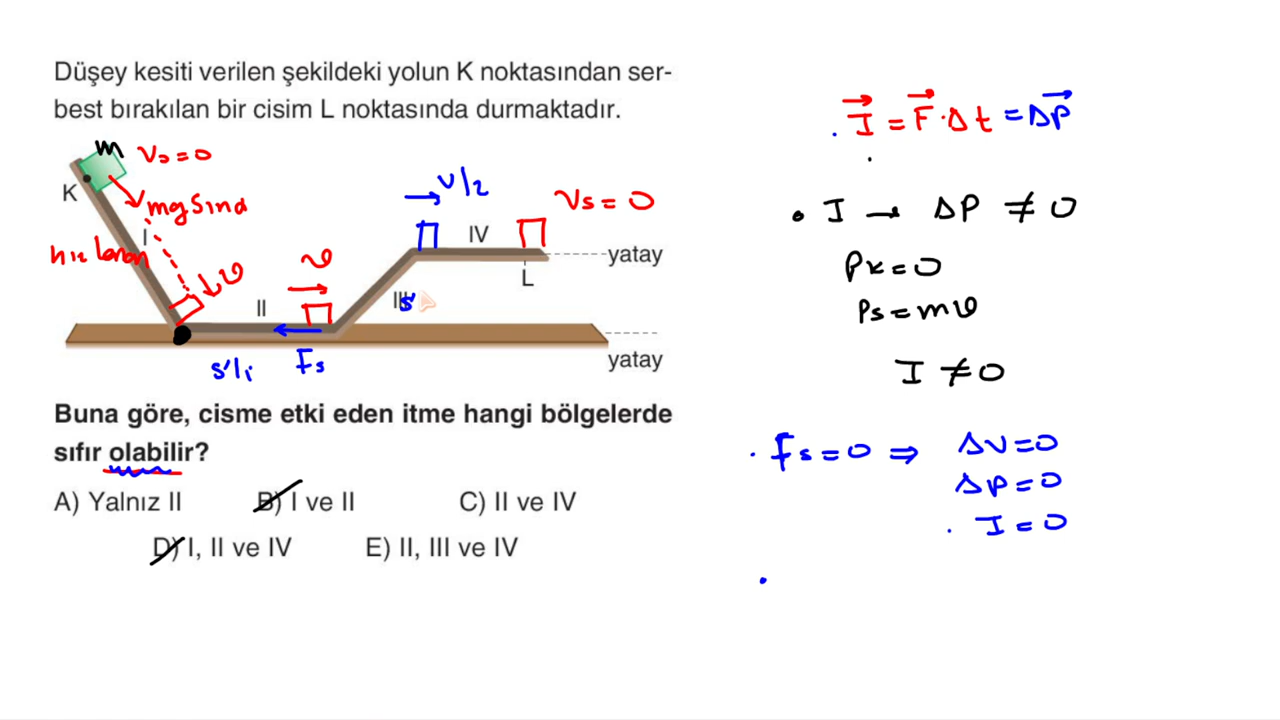 Düşey kesiti verilen şekildeki yolun K noktasından ser-
best bırakılan bir cisim L noktasında durmaktadır.
m
V₀=0
K
mgSinα
I
hızlanan
ϑ
II
ϑ
S'li
Fs
III
S'
V/2
IV
Vs=0
L
yatay
yatay
Buna göre, cisme etki eden itme hangi bölgelerde
sıfır olabilir?
A) Yalnız II
B) I ve II
C) II ve IV
D) I, II ve IV
E) II, III ve IV
. I = F . Δt = ΔP
• I → ΔP ≠ 0
PK=0
Ps=mϑ
I ≠ 0
. Fs=0 ⇒ ΔV=0
ΔP=0
. I=0